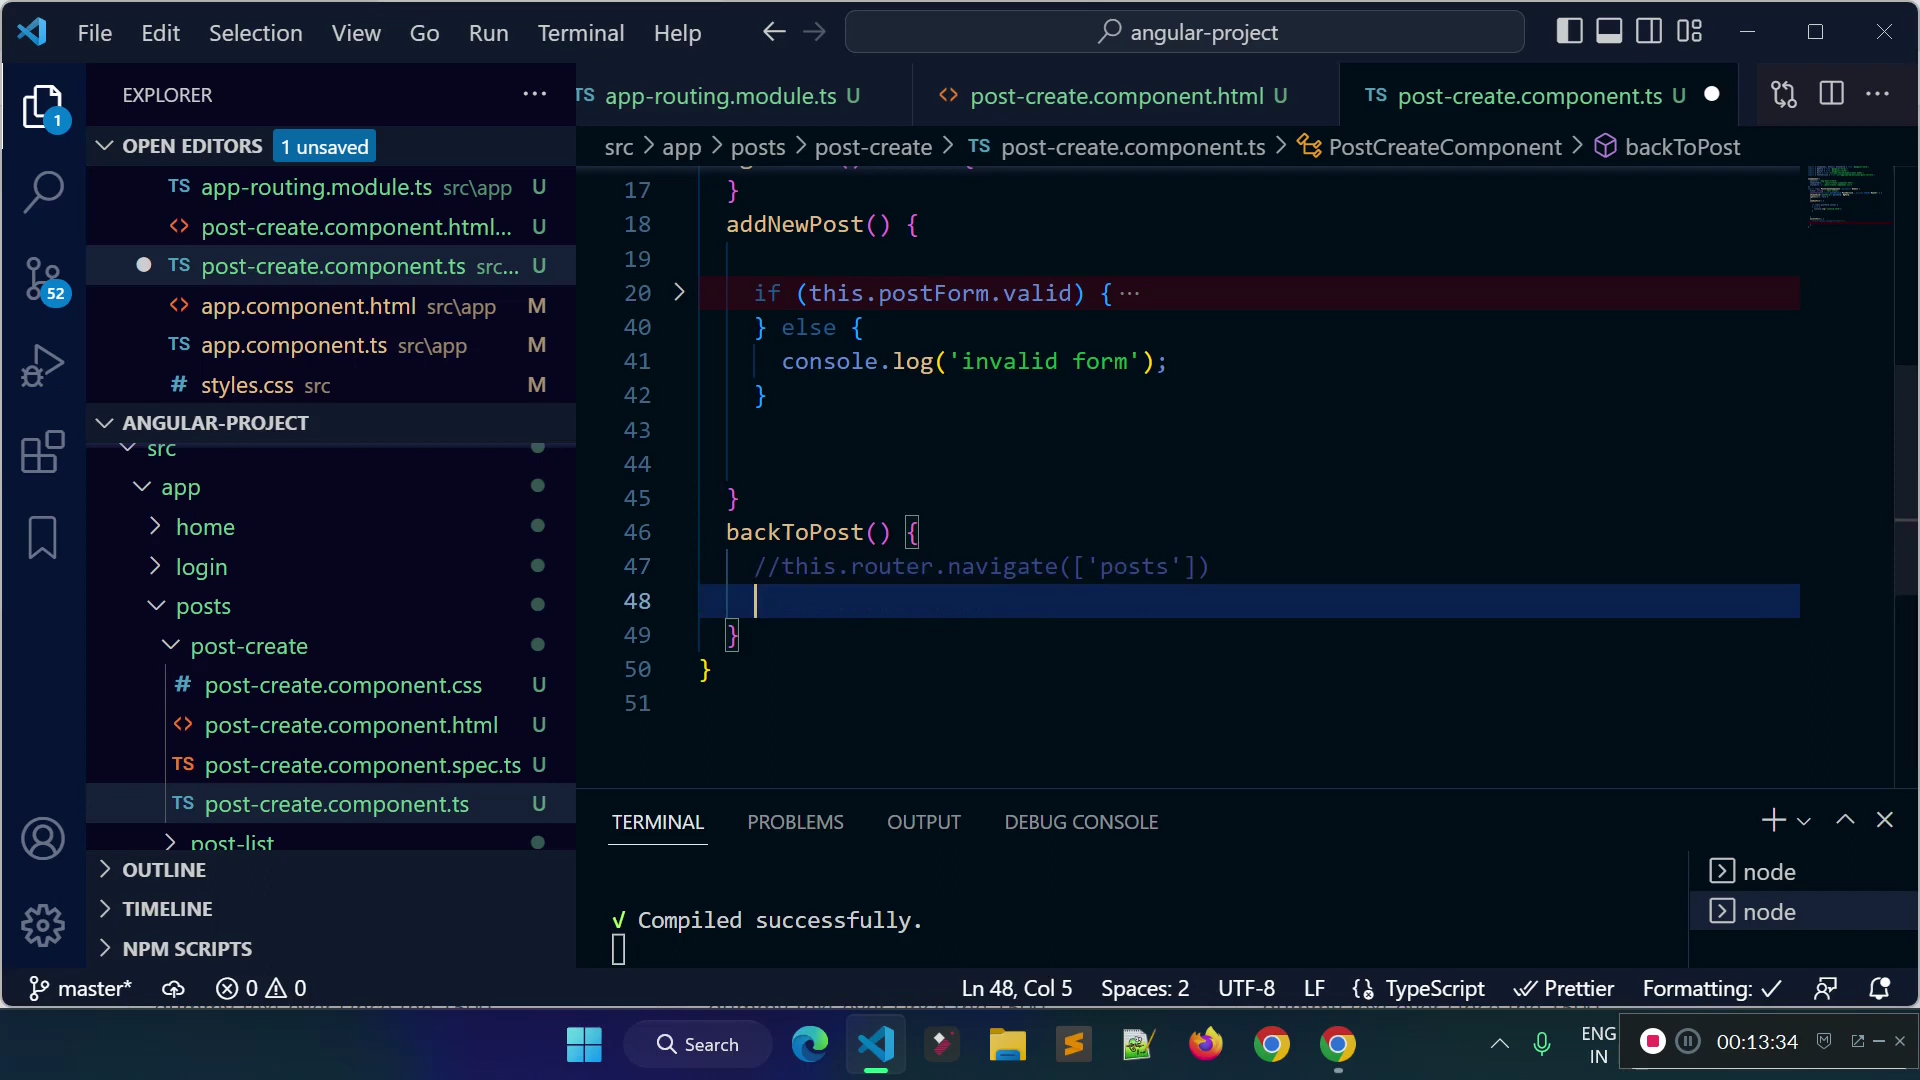 File Edit Selection View Go Run Terminal Help
angular-project
EXPLORER
OPEN EDITORS 1 unsaved
TS app-routing.module.ts src\app U
<> post-create.component.html... U
TS post-create.component.ts src... U
<> app.component.html src\app M
TS app.component.ts src\app M
# styles.css src M
ANGULAR-PROJECT
src
app
home
login
posts
post-create
# post-create.component.css U
<> post-create.component.html U
TS post-create.component.spec.ts U
TS post-create.component.ts U
post-list
OUTLINE
TIMELINE
NPM SCRIPTS
1
52
TS app-routing.module.ts U
<> post-create.component.html U
TS post-create.component.ts U
src > app > posts > post-create > TS post-create.component.ts > PostCreateComponent > backToPost
17 }
18 addNewPost() {
19
20 if (this.postForm.valid) {···
40 } else {
41 console.log('invalid form');
42 }
43
44
45 }
46 backToPost() {
47 //this.router.navigate(['posts'])
48
49 }
50 }
51
TERMINAL PROBLEMS OUTPUT DEBUG CONSOLE
√ Compiled successfully.
node
node
master* 0 0 Ln 48, Col 5 Spaces: 2 UTF-8 LF TypeScript Prettier Formatting: ✓
Search
ENG
IN
00:13:34